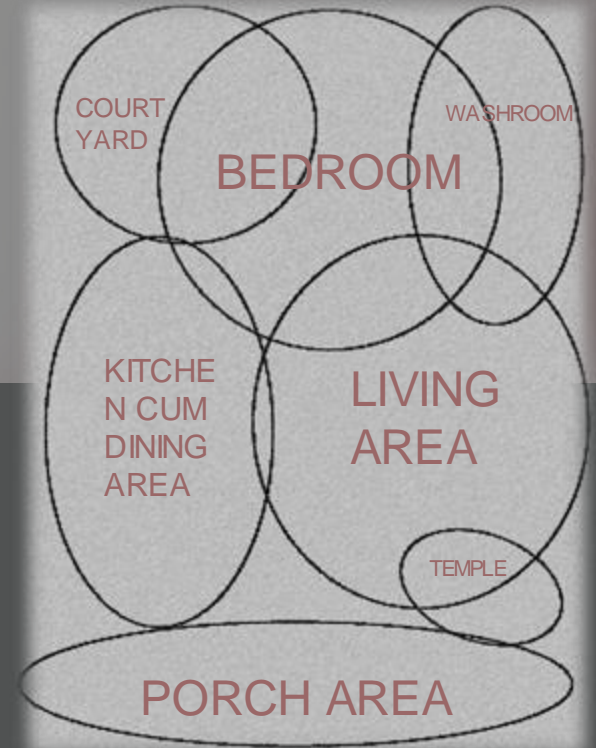 COURT
YARD
WASHROOM
BEDROOM
KITCHE
N CUM
DINING
AREA
LIVING
AREA
TEMPLE
PORCH AREA